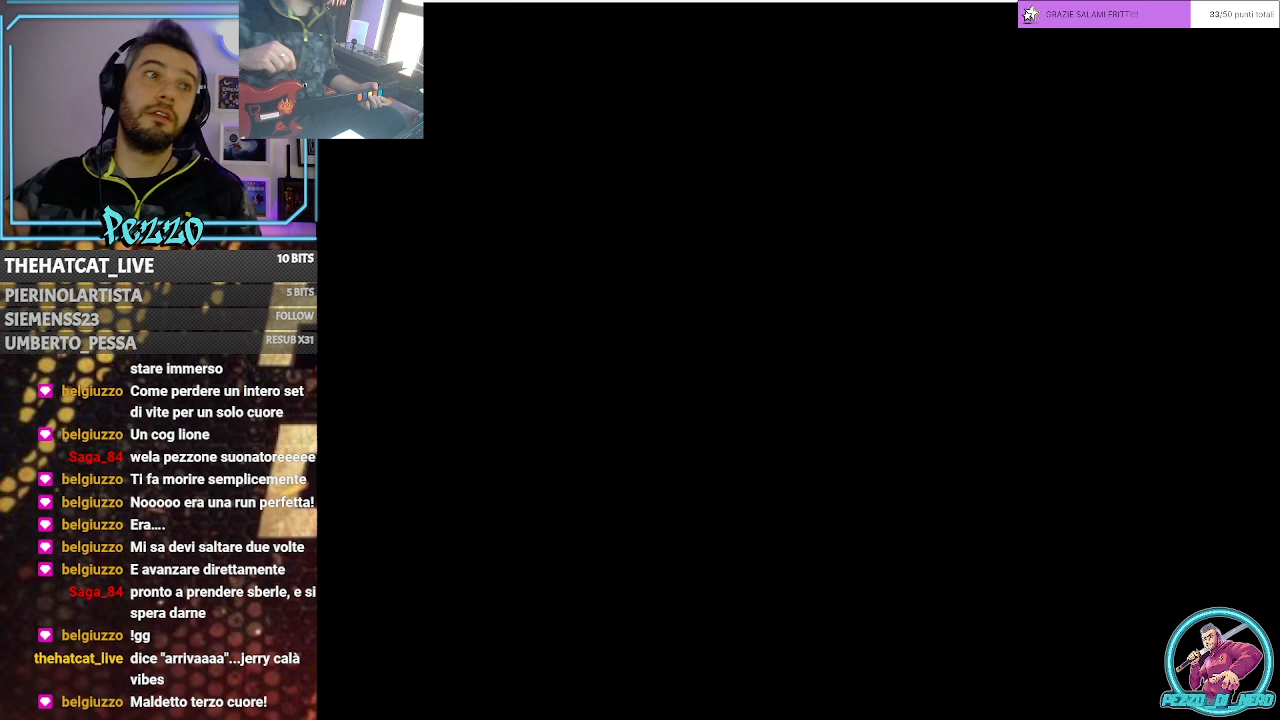 GRAZIE SALAMI FRITTI!!! 33/50 punti totali
Pezzo
THEHATCAT_LIVE 10 BITS
PIERINOLARTISTA 5 BITS
SIEMENSS23 FOLLOW
UMBERTO_PESSA RESUB X31
stare immerso
belgiuzzo Come perdere un intero set
di vite per un solo cuore
belgiuzzo Un cog lione
Saga_84 wela pezzone suonatoreeeee
belgiuzzo Ti fa morire semplicemente
belgiuzzo Nooooo era una run perfetta!
belgiuzzo Era....
belgiuzzo Mi sa devi saltare due volte
belgiuzzo E avanzare direttamente
Saga_84 pronto a prendere sberle, e si
spera darne
belgiuzzo !gg
thehatcat_live dice "arrivaaaa"...jerry calà
vibes
belgiuzzo Maldetto terzo cuore!
PEZZO_DI_NERD